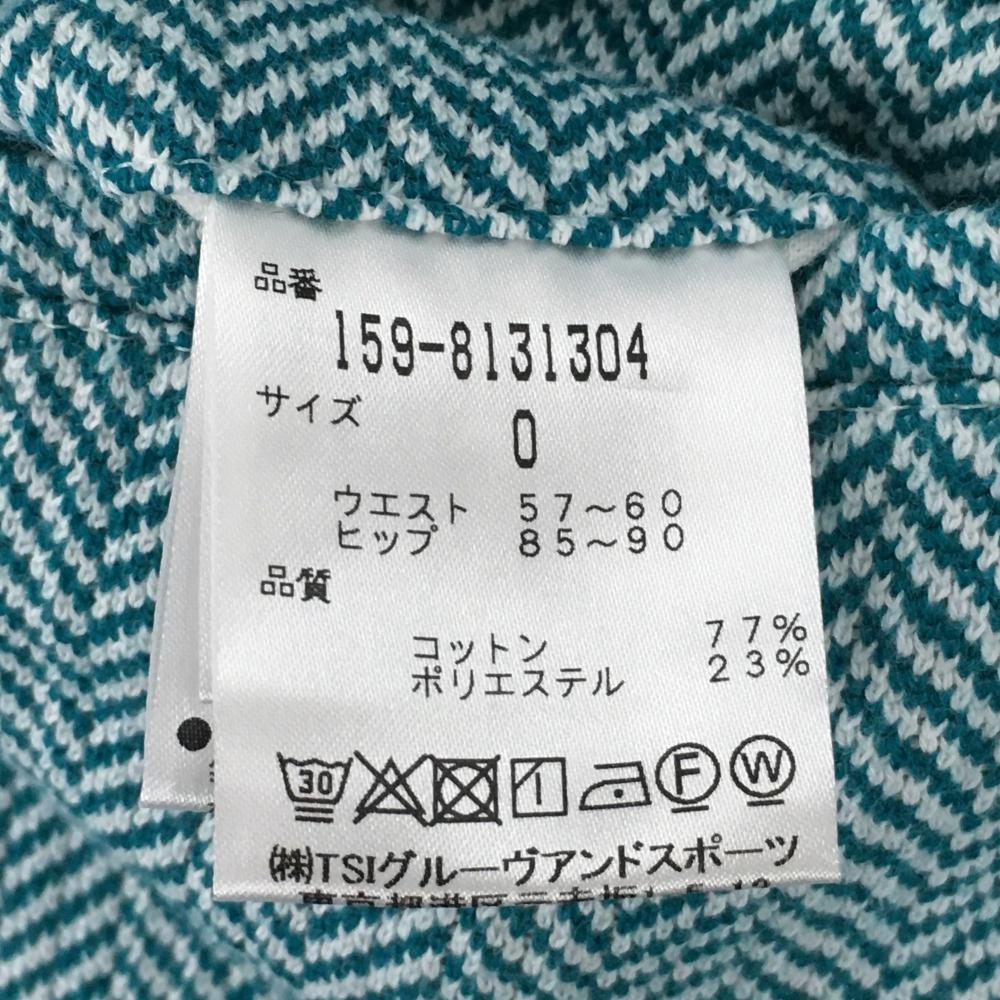 品番
159-8131304
サイズ
0
ウエスト 57～60
ヒップ 85～90
品質
コットン 77%
ポリエステル 23%
30 F W
(株)TSIグルーヴアンドスポーツ